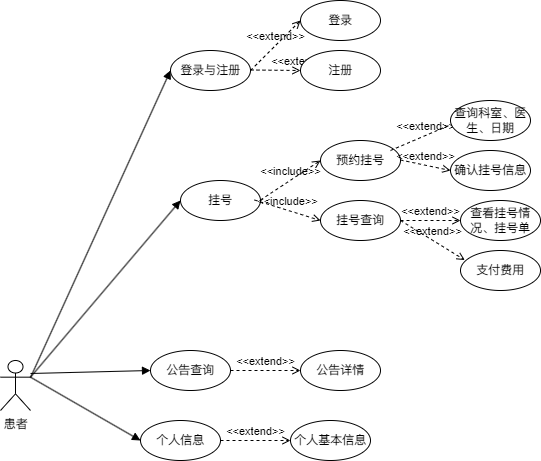 登录
<<extend>>
登录与注册
<<exte
注册
查询科室、医
生、日期
<<extend>>
预约挂号
<<extend>>
确认挂号信息
<<include>>
挂号
<<include>>
挂号查询
<<extend>>
查看挂号情
况、挂号单
<<extend>>
支付费用
公告查询
<<extend>>
公告详情
患者
个人信息
<<extend>>
个人基本信息